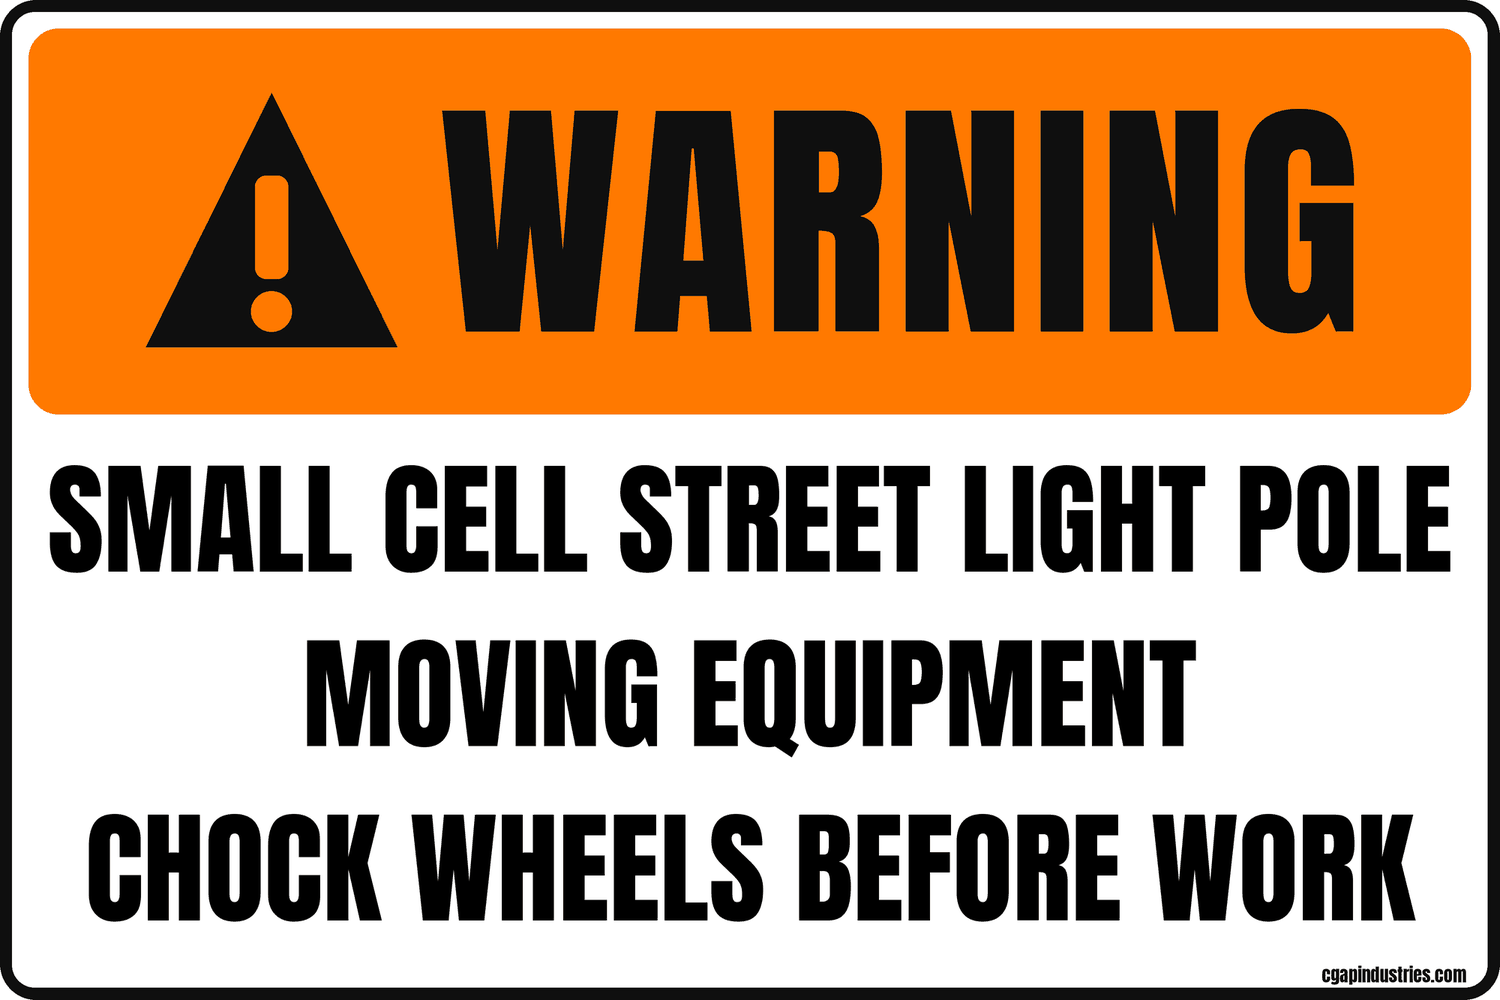 WARNING
SMALL CELL STREET LIGHT POLE
MOVING EQUIPMENT
CHOCK WHEELS BEFORE WORK
cgapindustries.com